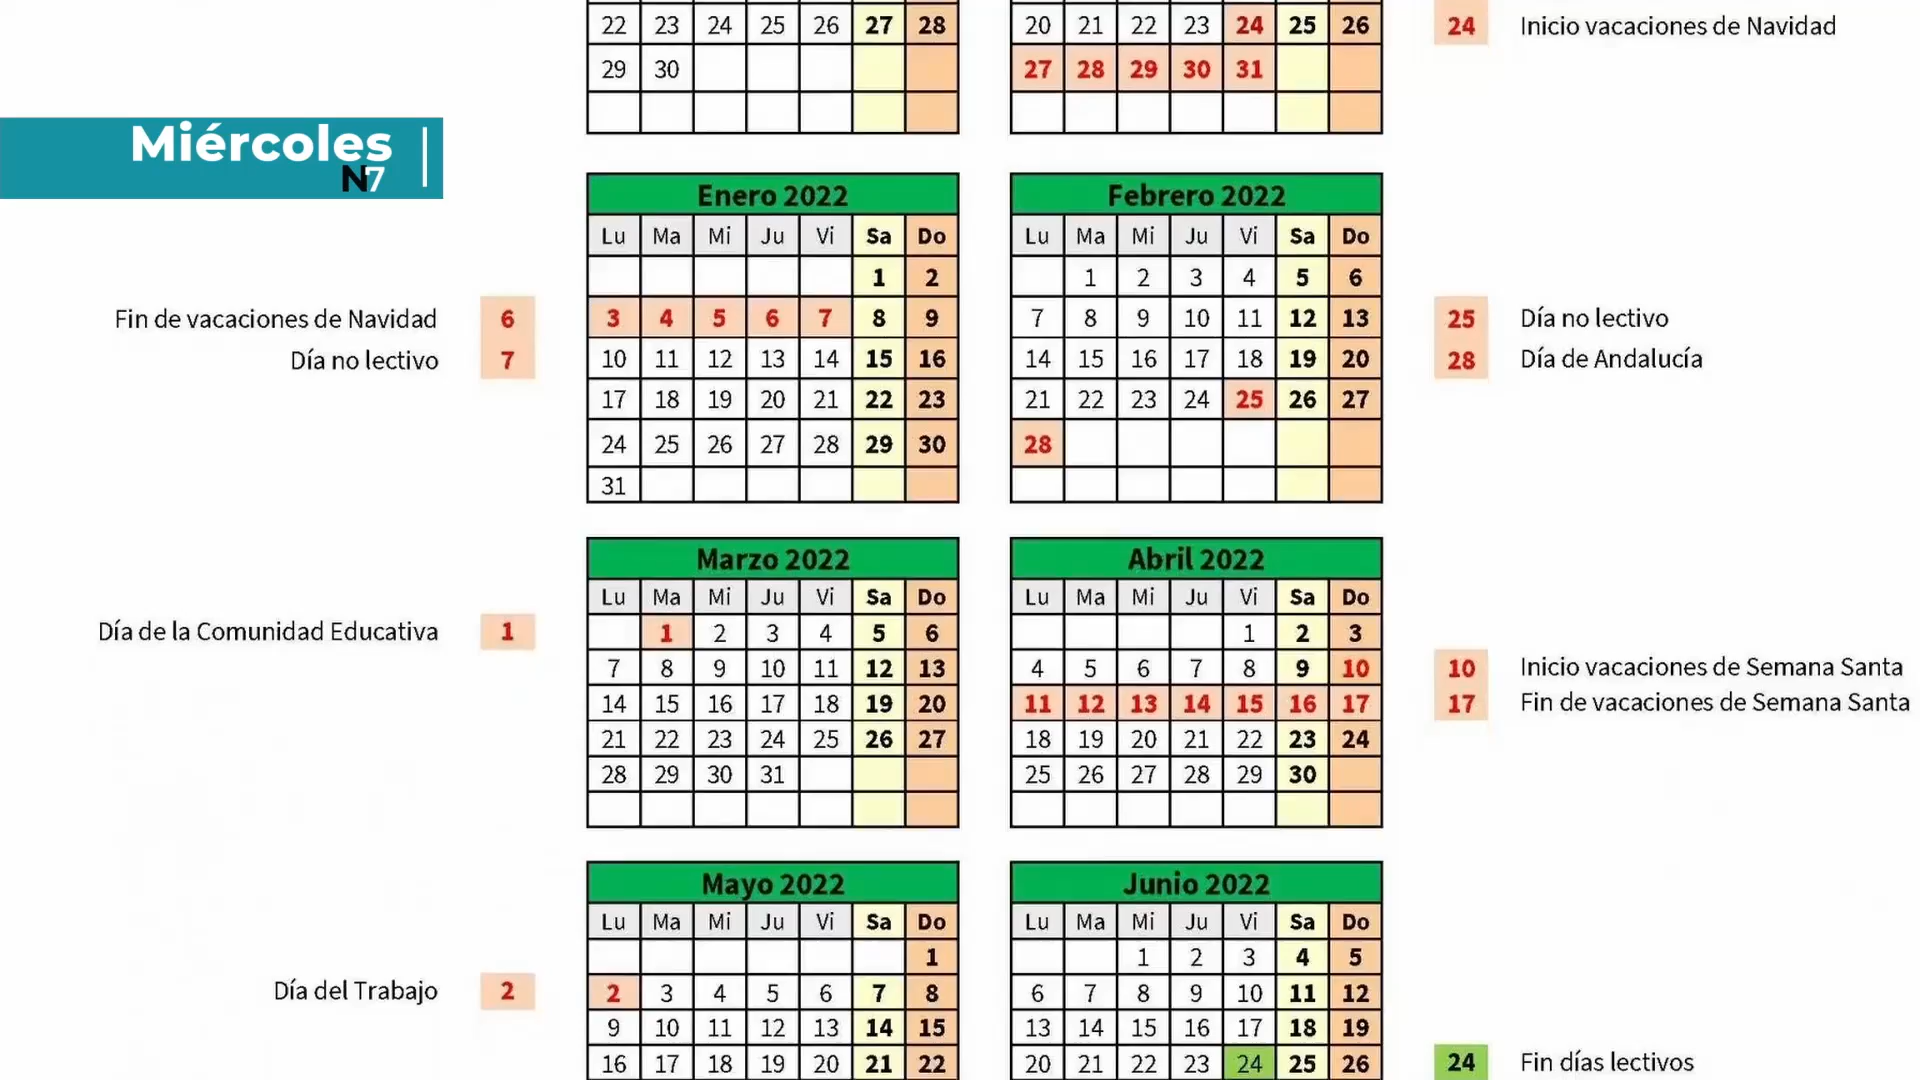 22 23 24 25 26 27 28
29 30
20 21 22 23 24 25 26
27 28 29 30 31
24 Inicio vacaciones de Navidad
Miércoles
N7
Enero 2022
Lu Ma Mi Ju Vi Sa Do
1 2
3 4 5 6 7 8 9
10 11 12 13 14 15 16
17 18 19 20 21 22 23
24 25 26 27 28 29 30
31
Fin de vacaciones de Navidad 6
Día no lectivo 7
Febrero 2022
Lu Ma Mi Ju Vi Sa Do
1 2 3 4 5 6
7 8 9 10 11 12 13
14 15 16 17 18 19 20
21 22 23 24 25 26 27
28
25 Día no lectivo
28 Día de Andalucía
Marzo 2022
Lu Ma Mi Ju Vi Sa Do
1 2 3 4 5 6
7 8 9 10 11 12 13
14 15 16 17 18 19 20
21 22 23 24 25 26 27
28 29 30 31
Día de la Comunidad Educativa 1
Abril 2022
Lu Ma Mi Ju Vi Sa Do
1 2 3
4 5 6 7 8 9 10
11 12 13 14 15 16 17
18 19 20 21 22 23 24
25 26 27 28 29 30
10 Inicio vacaciones de Semana Santa
17 Fin de vacaciones de Semana Santa
Mayo 2022
Lu Ma Mi Ju Vi Sa Do
1
2 3 4 5 6 7 8
9 10 11 12 13 14 15
16 17 18 19 20 21 22
Día del Trabajo 2
Junio 2022
Lu Ma Mi Ju Vi Sa Do
1 2 3 4 5
6 7 8 9 10 11 12
13 14 15 16 17 18 19
20 21 22 23 24 25 26
24 Fin días lectivos